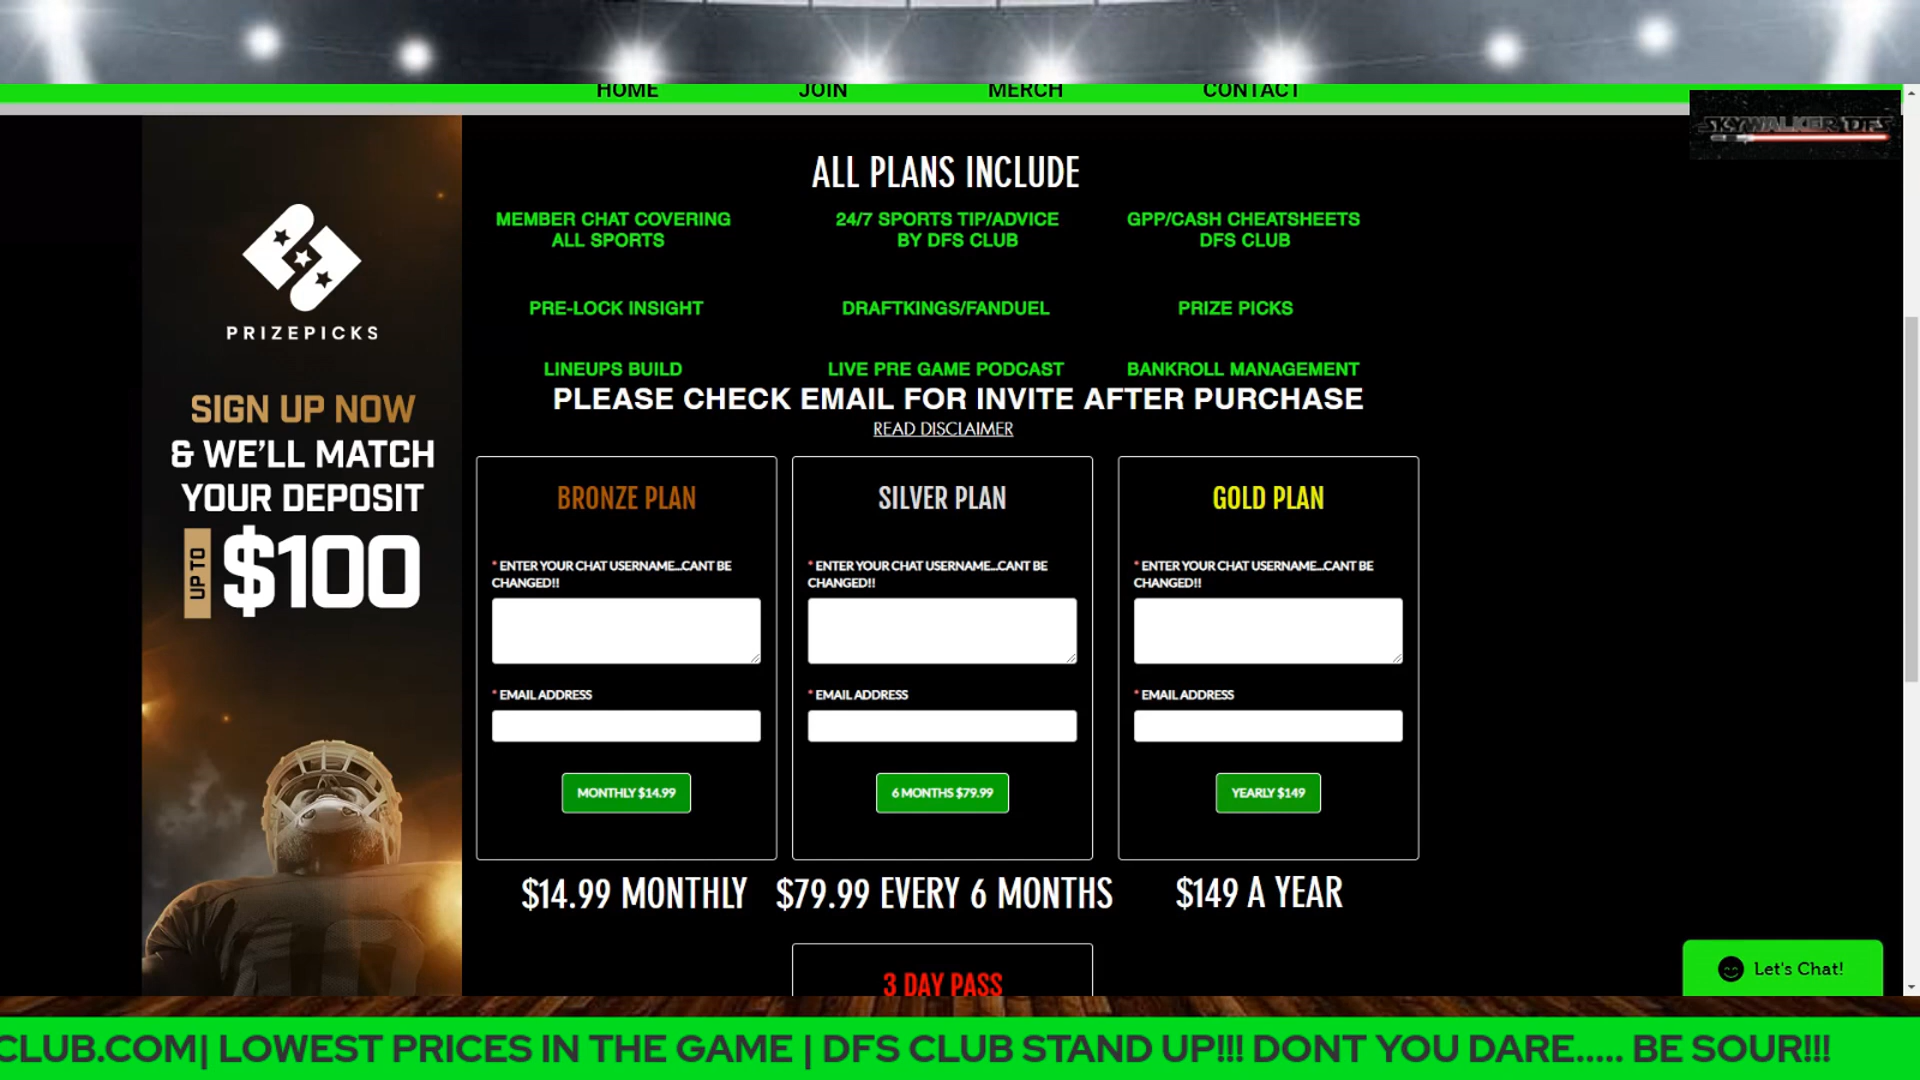 HOME JOIN MERCH CONTACT
SKYWALKER DFS
ALL PLANS INCLUDE
MEMBER CHAT COVERING
ALL SPORTS
24/7 SPORTS TIP/ADVICE
BY DFS CLUB
GPP/CASH CHEATSHEETS
DFS CLUB
PRE-LOCK INSIGHT
DRAFTKINGS/FANDUEL
PRIZE PICKS
LINEUPS BUILD
LIVE PRE GAME PODCAST
BANKROLL MANAGEMENT
PLEASE CHECK EMAIL FOR INVITE AFTER PURCHASE
READ DISCLAIMER
PRIZEPICKS
SIGN UP NOW
& WE'LL MATCH
YOUR DEPOSIT
UP TO
$100
BRONZE PLAN
* ENTER YOUR CHAT USERNAME...CANT BE
CHANGED!!
* EMAIL ADDRESS
MONTHLY $14.99
$14.99 MONTHLY
SILVER PLAN
* ENTER YOUR CHAT USERNAME...CANT BE
CHANGED!!
* EMAIL ADDRESS
6 MONTHS $79.99
$79.99 EVERY 6 MONTHS
GOLD PLAN
* ENTER YOUR CHAT USERNAME...CANT BE
CHANGED!!
* EMAIL ADDRESS
YEARLY $149
$149 A YEAR
3 DAY PASS
Let's Chat!
CLUB.COM| LOWEST PRICES IN THE GAME | DFS CLUB STAND UP!!! DONT YOU DARE..... BE SOUR!!!